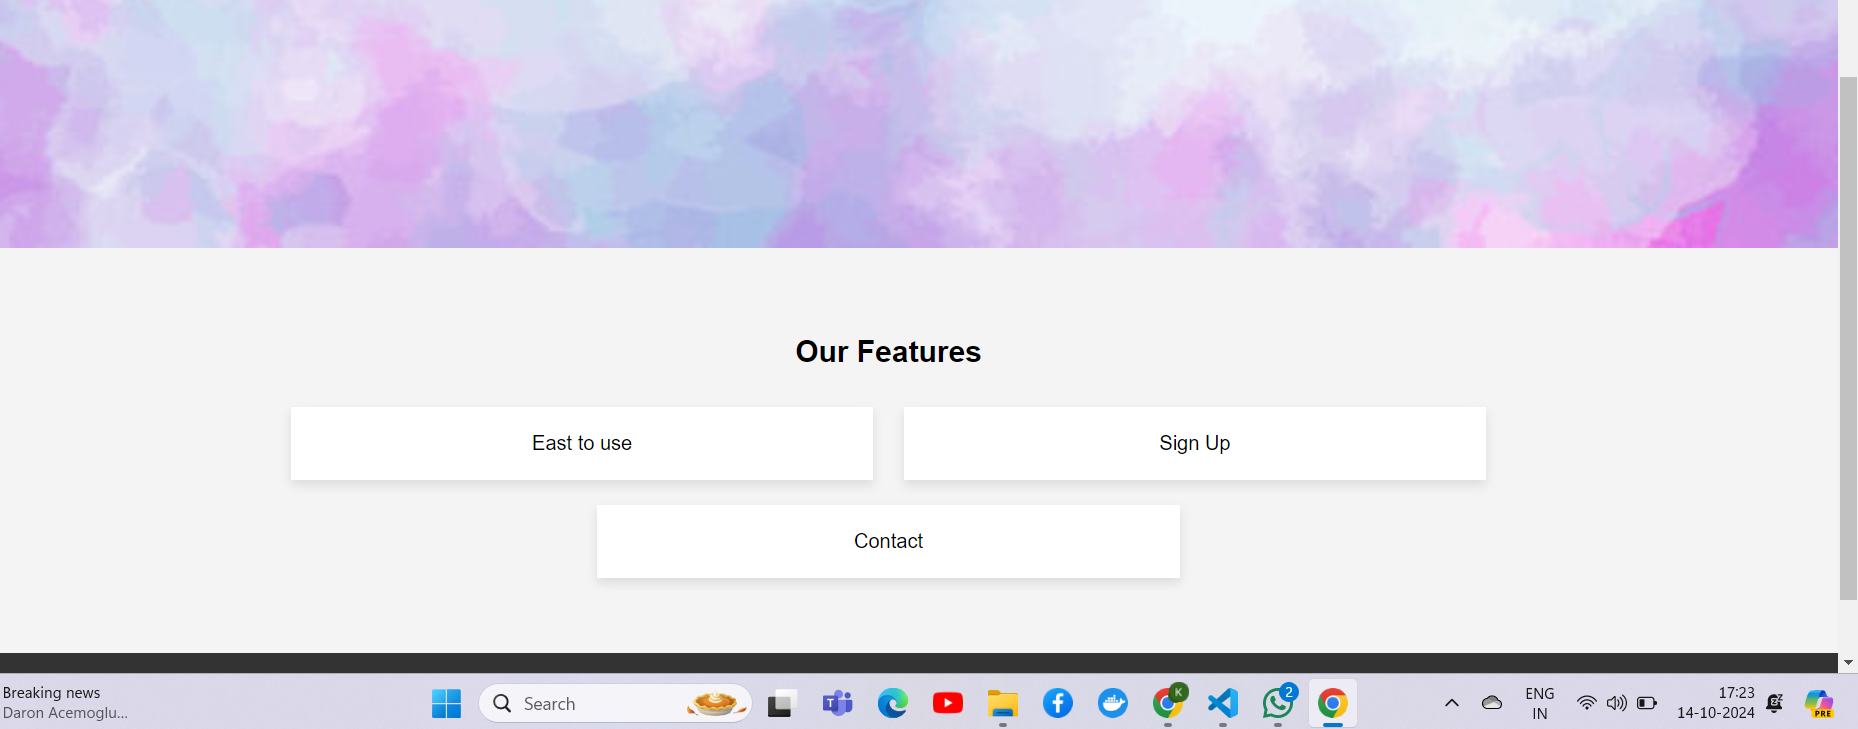 Our Features
East to use
Sign Up
Contact
Breaking news
Daron Acemoglu...
Search
T
K
2
ENG
IN
17:23
14-10-2024
PRE